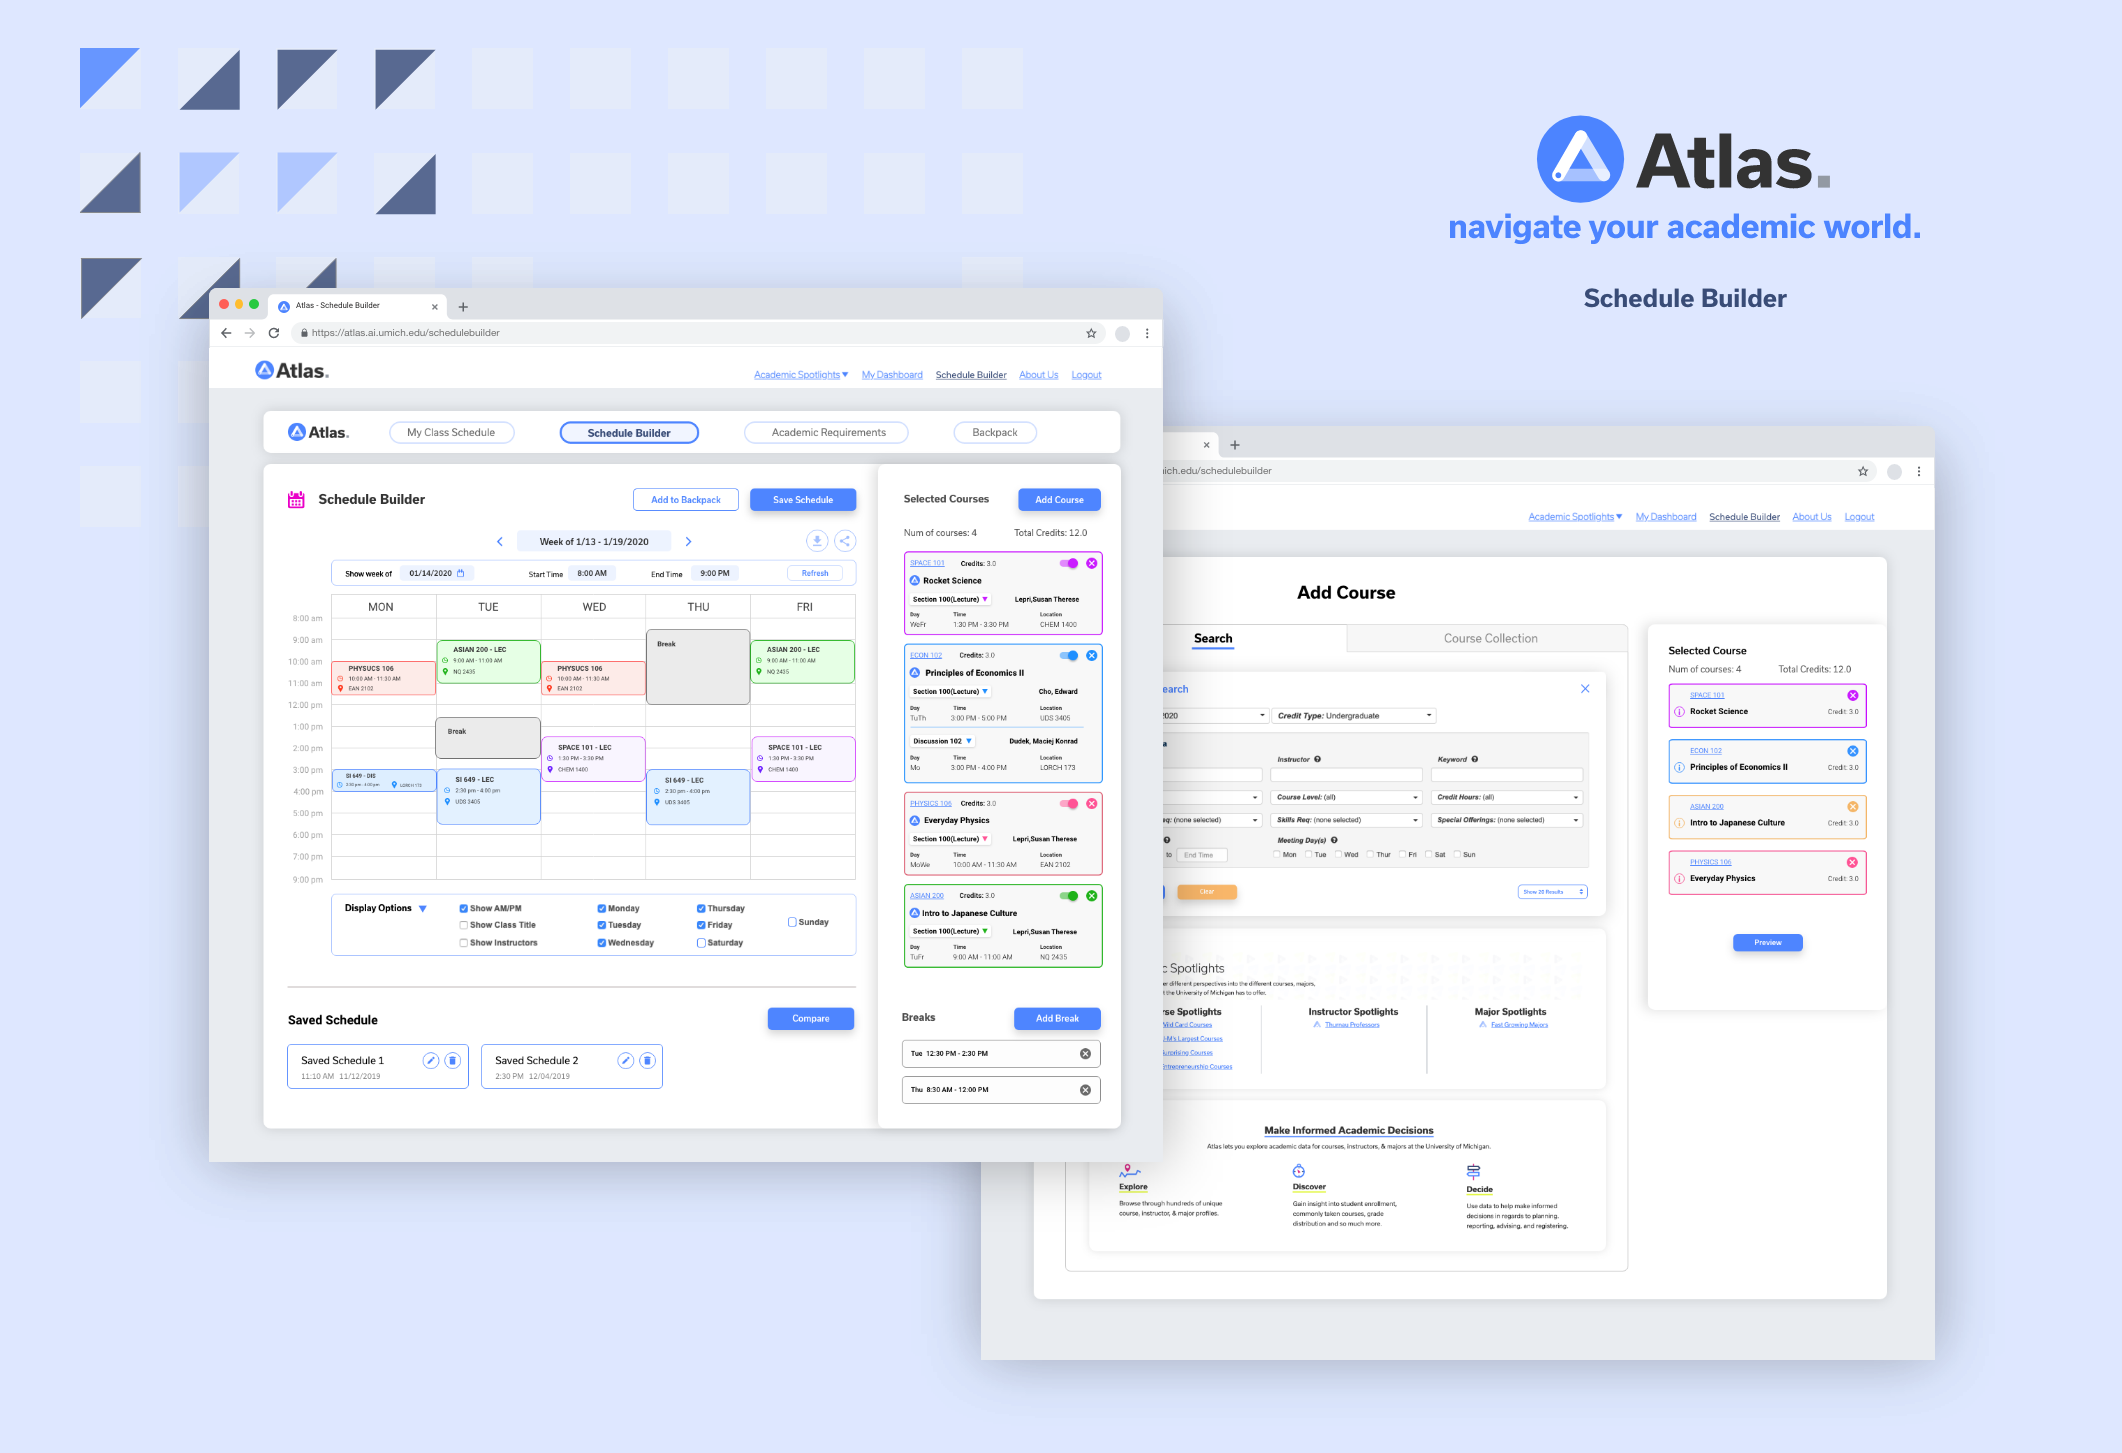 Atlas.
navigate your academic world.
Schedule Builder
Atlas - Schedule Builder
https://atlas.ai.umich.edu/schedulebuilder
Atlas.
Academic Spotlights My Dashboard Schedule Builder About Us Logout
Atlas. My Class Schedule Schedule Builder Academic Requirements Backpack
Schedule Builder Add to Backpack Save Schedule
Week of 1/13 - 1/19/2020
Show week of 01/14/2020 Start Time 8:00 AM End Time 9:00 PM Refresh
MON TUE WED THU FRI
8:00 am
9:00 am
10:00 am
11:00 am
12:00 pm
1:00 pm
2:00 pm
3:00 pm
4:00 pm
5:00 pm
6:00 pm
7:00 pm
9:00 pm
PHYSUCS 106
10:00 AM - 11:30 AM
EAN 2102
SI 649 - DIS
2:30 pm - 4:00 pm LORCH 173
ASIAN 200 - LEC
9:00 AM - 11:00 AM
NQ 2435
Break
SI 649 - LEC
2:30 pm - 4:00 pm
UDS 3405
PHYSUCS 106
10:00 AM - 11:30 AM
EAN 2102
SPACE 101 - LEC
1:30 PM - 3:30 PM
CHEM 1400
Break
SI 649 - LEC
2:30 pm - 4:00 pm
UDS 3405
ASIAN 200 - LEC
9:00 AM - 11:00 AM
NQ 2435
SPACE 101 - LEC
1:30 PM - 3:30 PM
CHEM 1400
Display Options
Show AM/PM Monday Thursday
Show Class Title Tuesday Friday Sunday
Show Instructors Wednesday Saturday
Saved Schedule Compare
Saved Schedule 1
11:10 AM 11/12/2019
Saved Schedule 2
2:30 PM 12/04/2019
Selected Courses Add Course
Num of courses: 4 Total Credits: 12.0
SPACE 101 Credits: 3.0
Rocket Science
Section 100(Lecture) Lepri,Susan Therese
Day Time Location
WeFr 1:30 PM - 3:30 PM CHEM 1400
ECON 102 Credits: 3.0
Principles of Economics II
Section 100(Lecture) Cho, Edward
Day Time Location
TuTh 3:00 PM - 5:00 PM UDS 3405
Discussion 102 Dudek, Maciej Konrad
Day Time Location
Mo 3:00 PM - 4:00 PM LORCH 173
PHYSICS 106 Credits: 3.0
Everyday Physics
Section 100(Lecture) Lepri,Susan Therese
Day Time Location
MoWe 10:00 AM - 11:30 AM EAN 2102
ASIAN 200 Credits: 3.0
Intro to Japanese Culture
Section 100(Lecture) Lepri,Susan Therese
Day Time Location
TuFr 9:00 AM - 11:00 AM NQ 2435
Breaks Add Break
Tue 12:30 PM - 2:30 PM
Thu 8:30 AM - 12:00 PM
mich.edu/schedulebuilder
Academic Spotlights My Dashboard Schedule Builder About Us Logout
Add Course
Search Course Collection
earch
2020 Credit Type: Undergraduate
a
Instructor Keyword
Course Level: (all) Credit Hours: (all)
eq: (none selected) Skills Req: (none selected) Special Offerings: (none selected)
Meeting Day(s)
to End Time Mon Tue Wed Thur Fri Sat Sun
Clear Show 20 Results
c Spotlights
er different perspectives into the different courses, majors,
t the University of Michigan has to offer.
rse Spotlights Instructor Spotlights Major Spotlights
Wild Card Courses Thurnau Professors Fast Growing Majors
-M's Largest Courses
urprising Courses
ntrepreneurship Courses
Make Informed Academic Decisions
Atlas lets you explore academic data for courses, instructors, & majors at the University of Michigan.
Explore
Browse through hundreds of unique
course, instructor, & major profiles.
Discover
Gain insight into student enrollment,
commonly taken courses, grade
distribution and so much more.
Decide
Use data to help make informed
decisions in regards to planning,
reporting, advising, and registering.
Selected Course
Num of courses: 4 Total Credits: 12.0
SPACE 101
Rocket Science Credit: 3.0
ECON 102
Principles of Economics II Credit: 3.0
ASIAN 200
Intro to Japanese Culture Credit: 3.0
PHYSICS 106
Everyday Physics Credit: 3.0
Preview